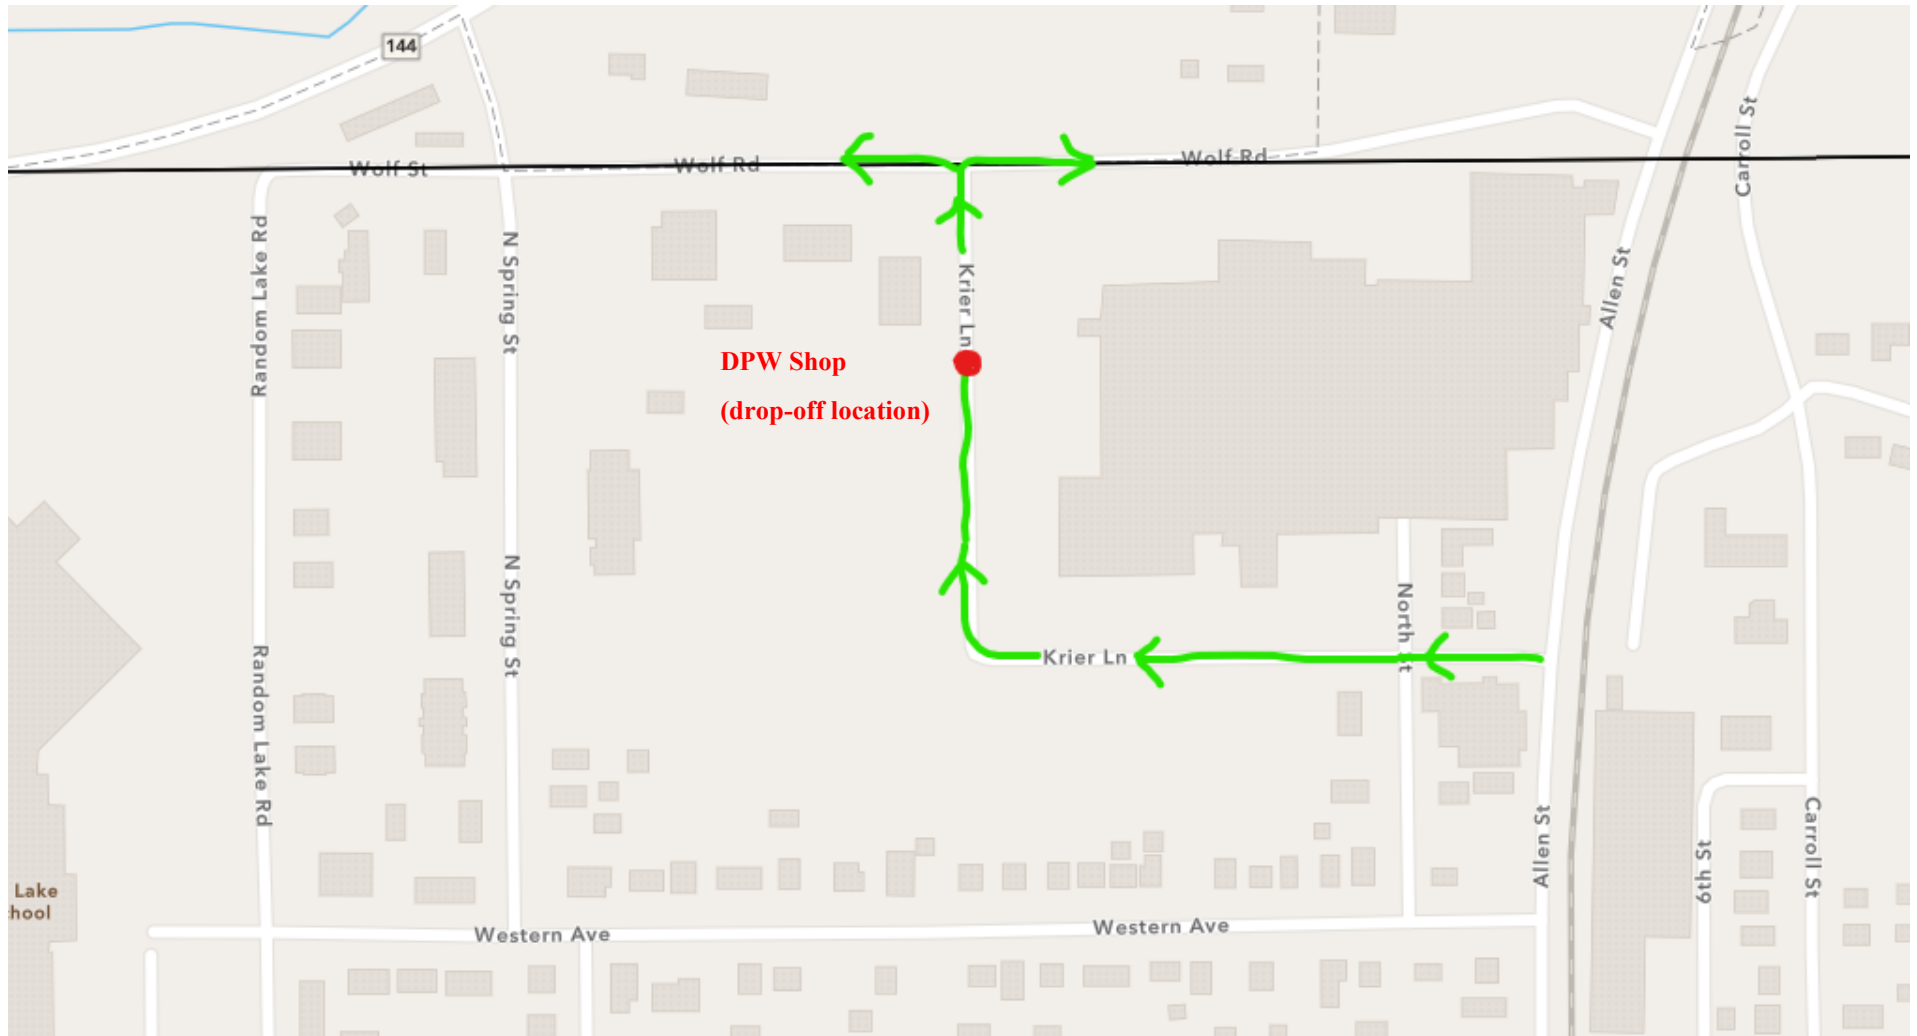 144
Wolf St
Wolf Rd
Wolf Rd
Carroll St
Random Lake Rd
N Spring St
Krier Ln
Allen St
DPW Shop
(drop-off location)
N Spring St
North St
Krier Ln
Random Lake Rd
Allen St
6th St
Carroll St
Lake
hool
Western Ave
Western Ave